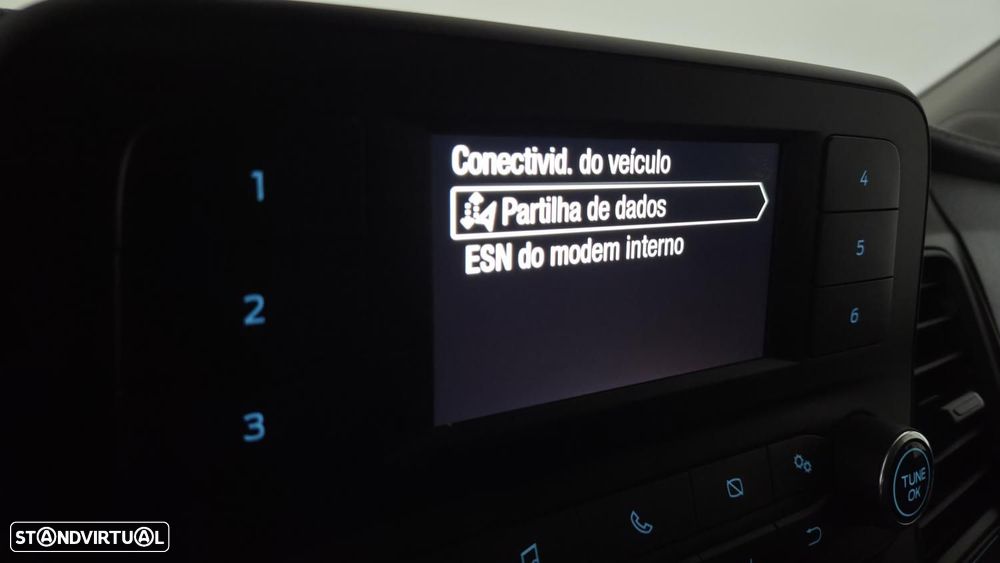 Conectivid. do veículo
Partilha de dados
ESN do modem interno
1
2
3
4
5
6
TUNE
OK
STANDVIRTUAL